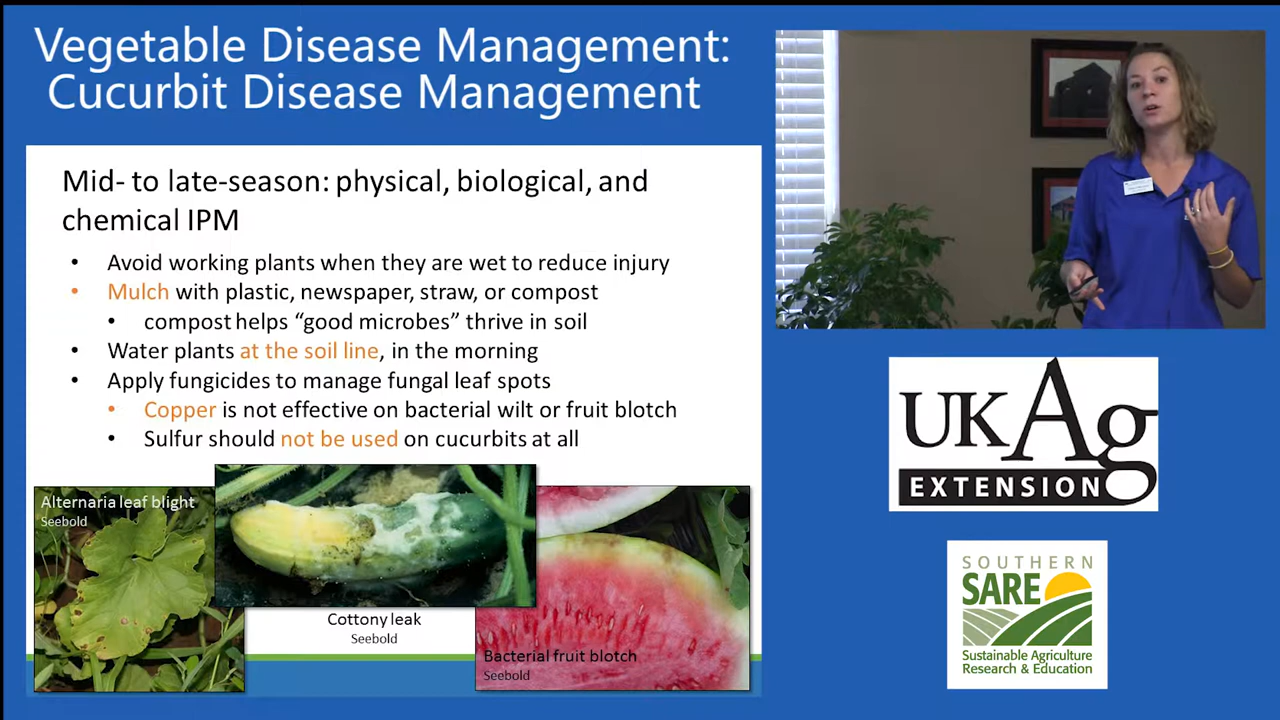 Vegetable Disease Management:
Cucurbit Disease Management
Mid- to late-season: physical, biological, and
chemical IPM
• Avoid working plants when they are wet to reduce injury
• Mulch with plastic, newspaper, straw, or compost
• compost helps “good microbes” thrive in soil
• Water plants at the soil line, in the morning
• Apply fungicides to manage fungal leaf spots
• Copper is not effective on bacterial wilt or fruit blotch
• Sulfur should not be used on cucurbits at all
Alternaria leaf blight
Seebold
Cottony leak
Seebold
Bacterial fruit blotch
Seebold
UKAg
EXTENSION
SOUTHERN
SARE
Sustainable Agriculture
Research & Education